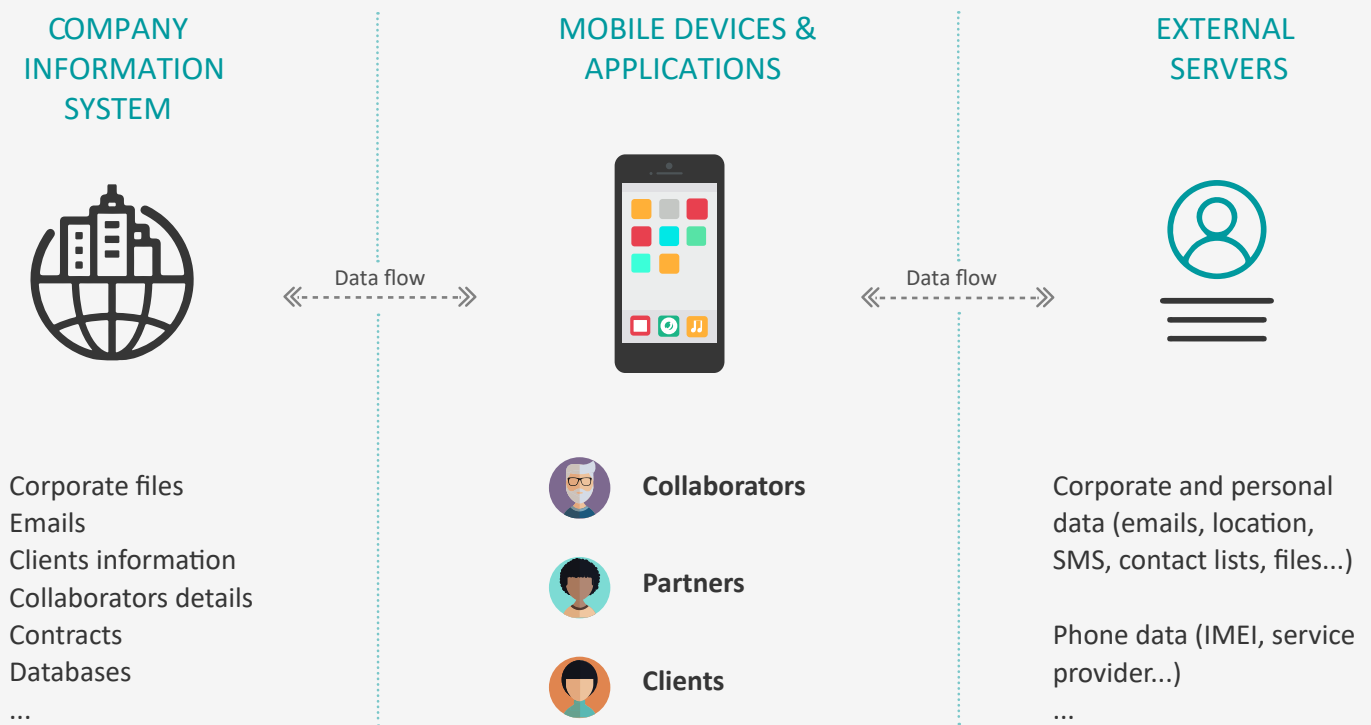 COMPANY
INFORMATION
SYSTEM
MOBILE DEVICES &
APPLICATIONS
EXTERNAL
SERVERS
Data flow
Data flow
Corporate files
Emails
Clients information
Collaborators details
Contracts
Databases
...
Collaborators
Partners
Clients
Corporate and personal
data (emails, location,
SMS, contact lists, files...)
Phone data (IMEI, service
provider...)
...